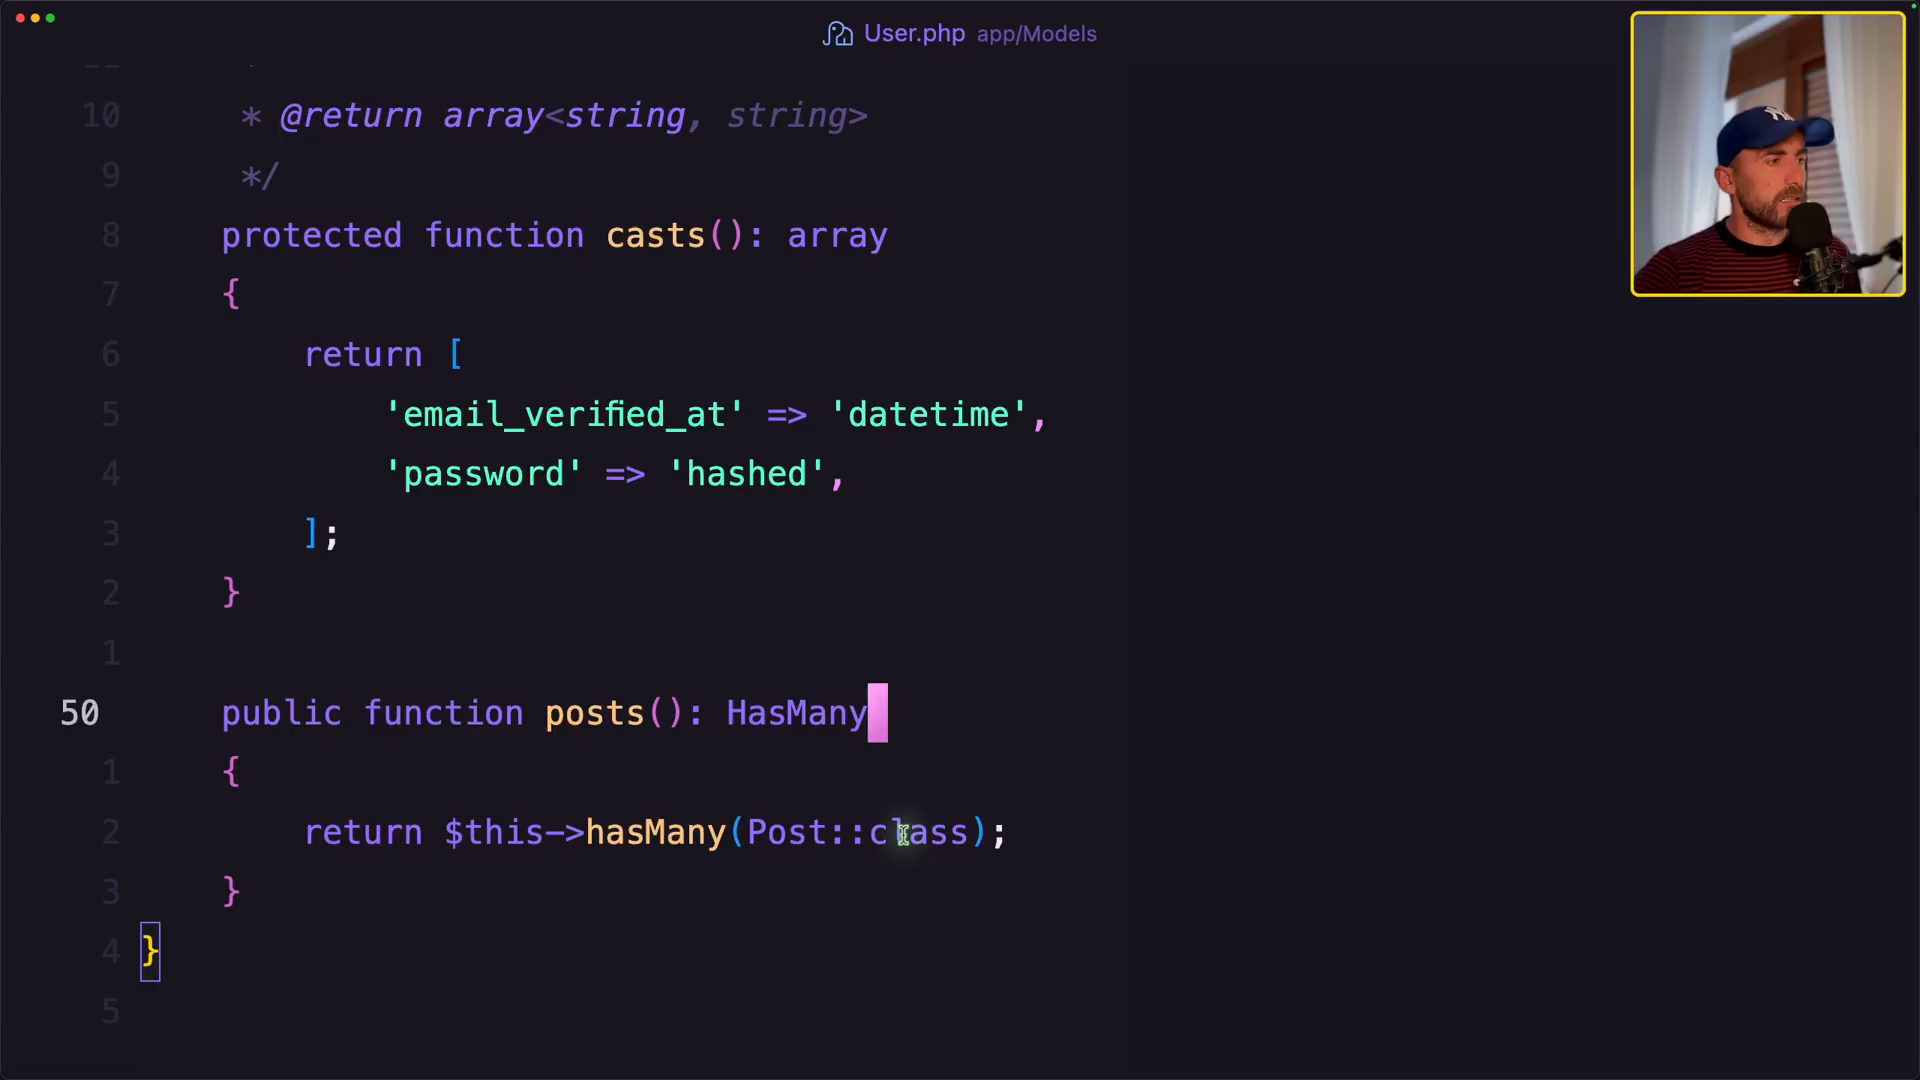 User.php app/Models
10 * @return array<string, string>
9 */
8 protected function casts(): array
7 {
6 return [
5 'email_verified_at' => 'datetime',
4 'password' => 'hashed',
3 ];
2 }
1
50 public function posts(): HasMany
1 {
2 return $this->hasMany(Post::class);
3 }
4 }
5